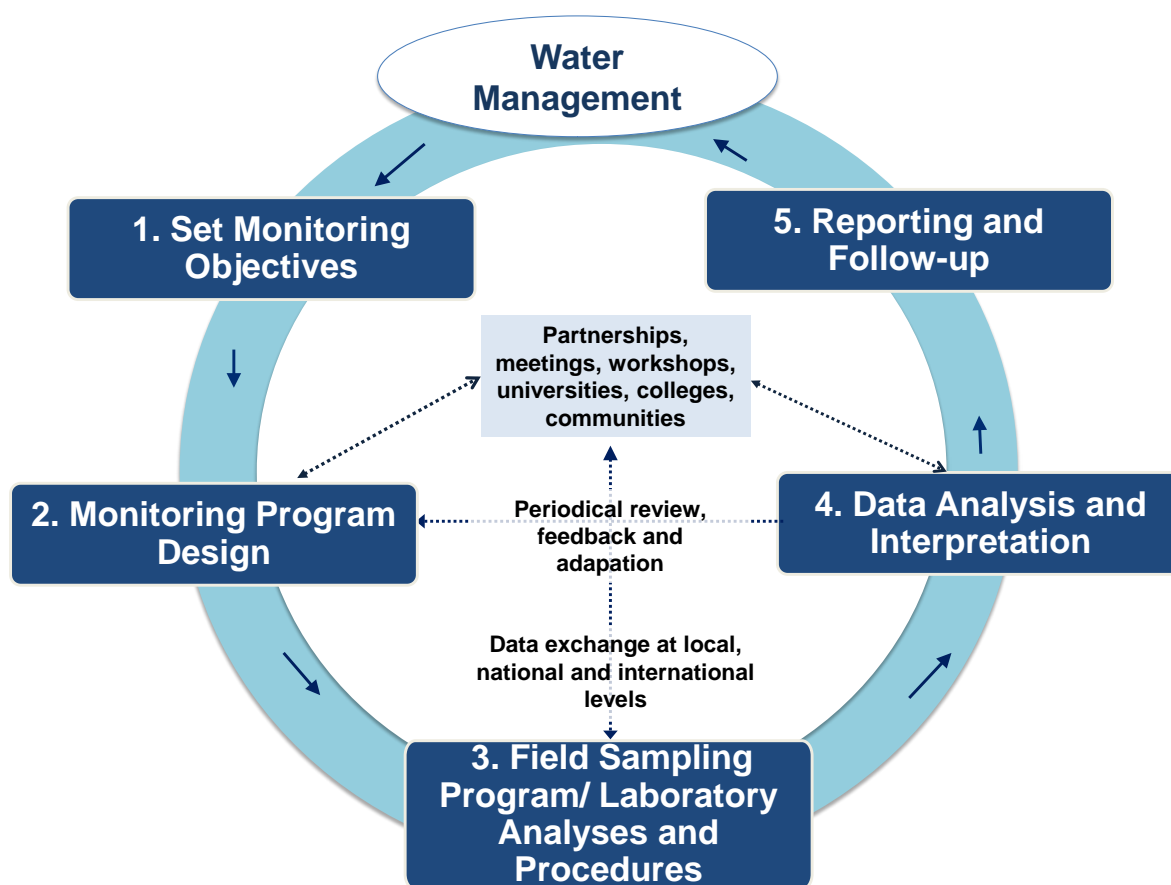 Water
Management
1. Set Monitoring
Objectives
5. Reporting and
Follow-up
Partnerships,
meetings, workshops,
universities, colleges,
communities
2. Monitoring Program
Design
Periodical review,
feedback and
adapation
4. Data Analysis and
Interpretation
Data exchange at local,
national and international
levels
3. Field Sampling
Program/ Laboratory
Analyses and
Procedures